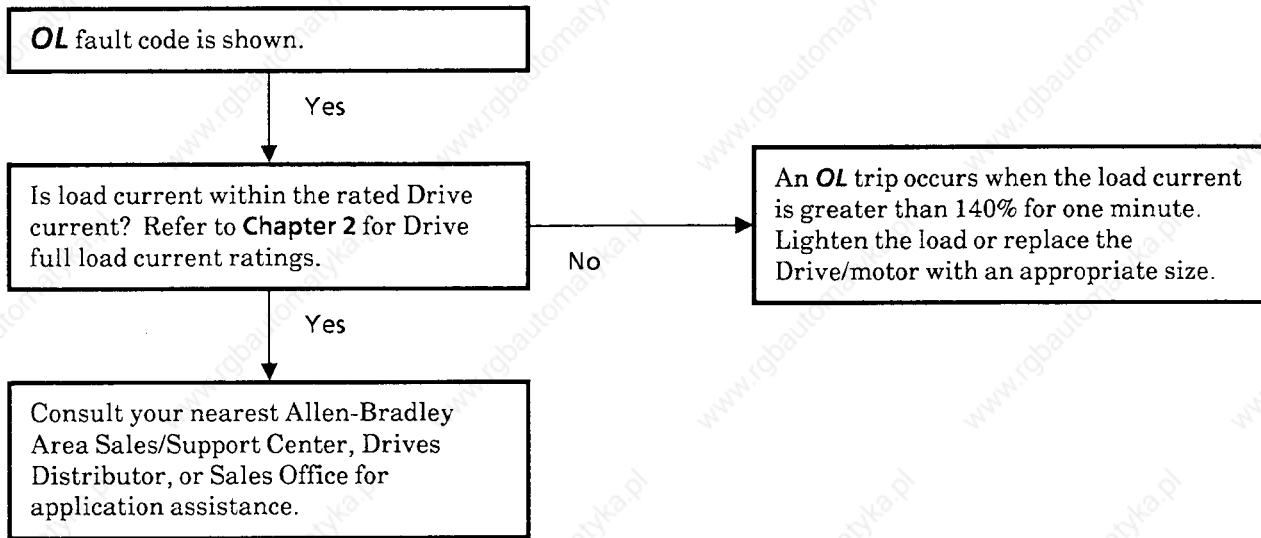 OL fault code is shown.
Yes
Is load current within the rated Drive
current? Refer to Chapter 2 for Drive
full load current ratings.
No
An OL trip occurs when the load current
is greater than 140% for one minute.
Lighten the load or replace the
Drive/motor with an appropriate size.
Yes
Consult your nearest Allen-Bradley
Area Sales/Support Center, Drives
Distributor, or Sales Office for
application assistance.
www.rgbautomatyka.pl